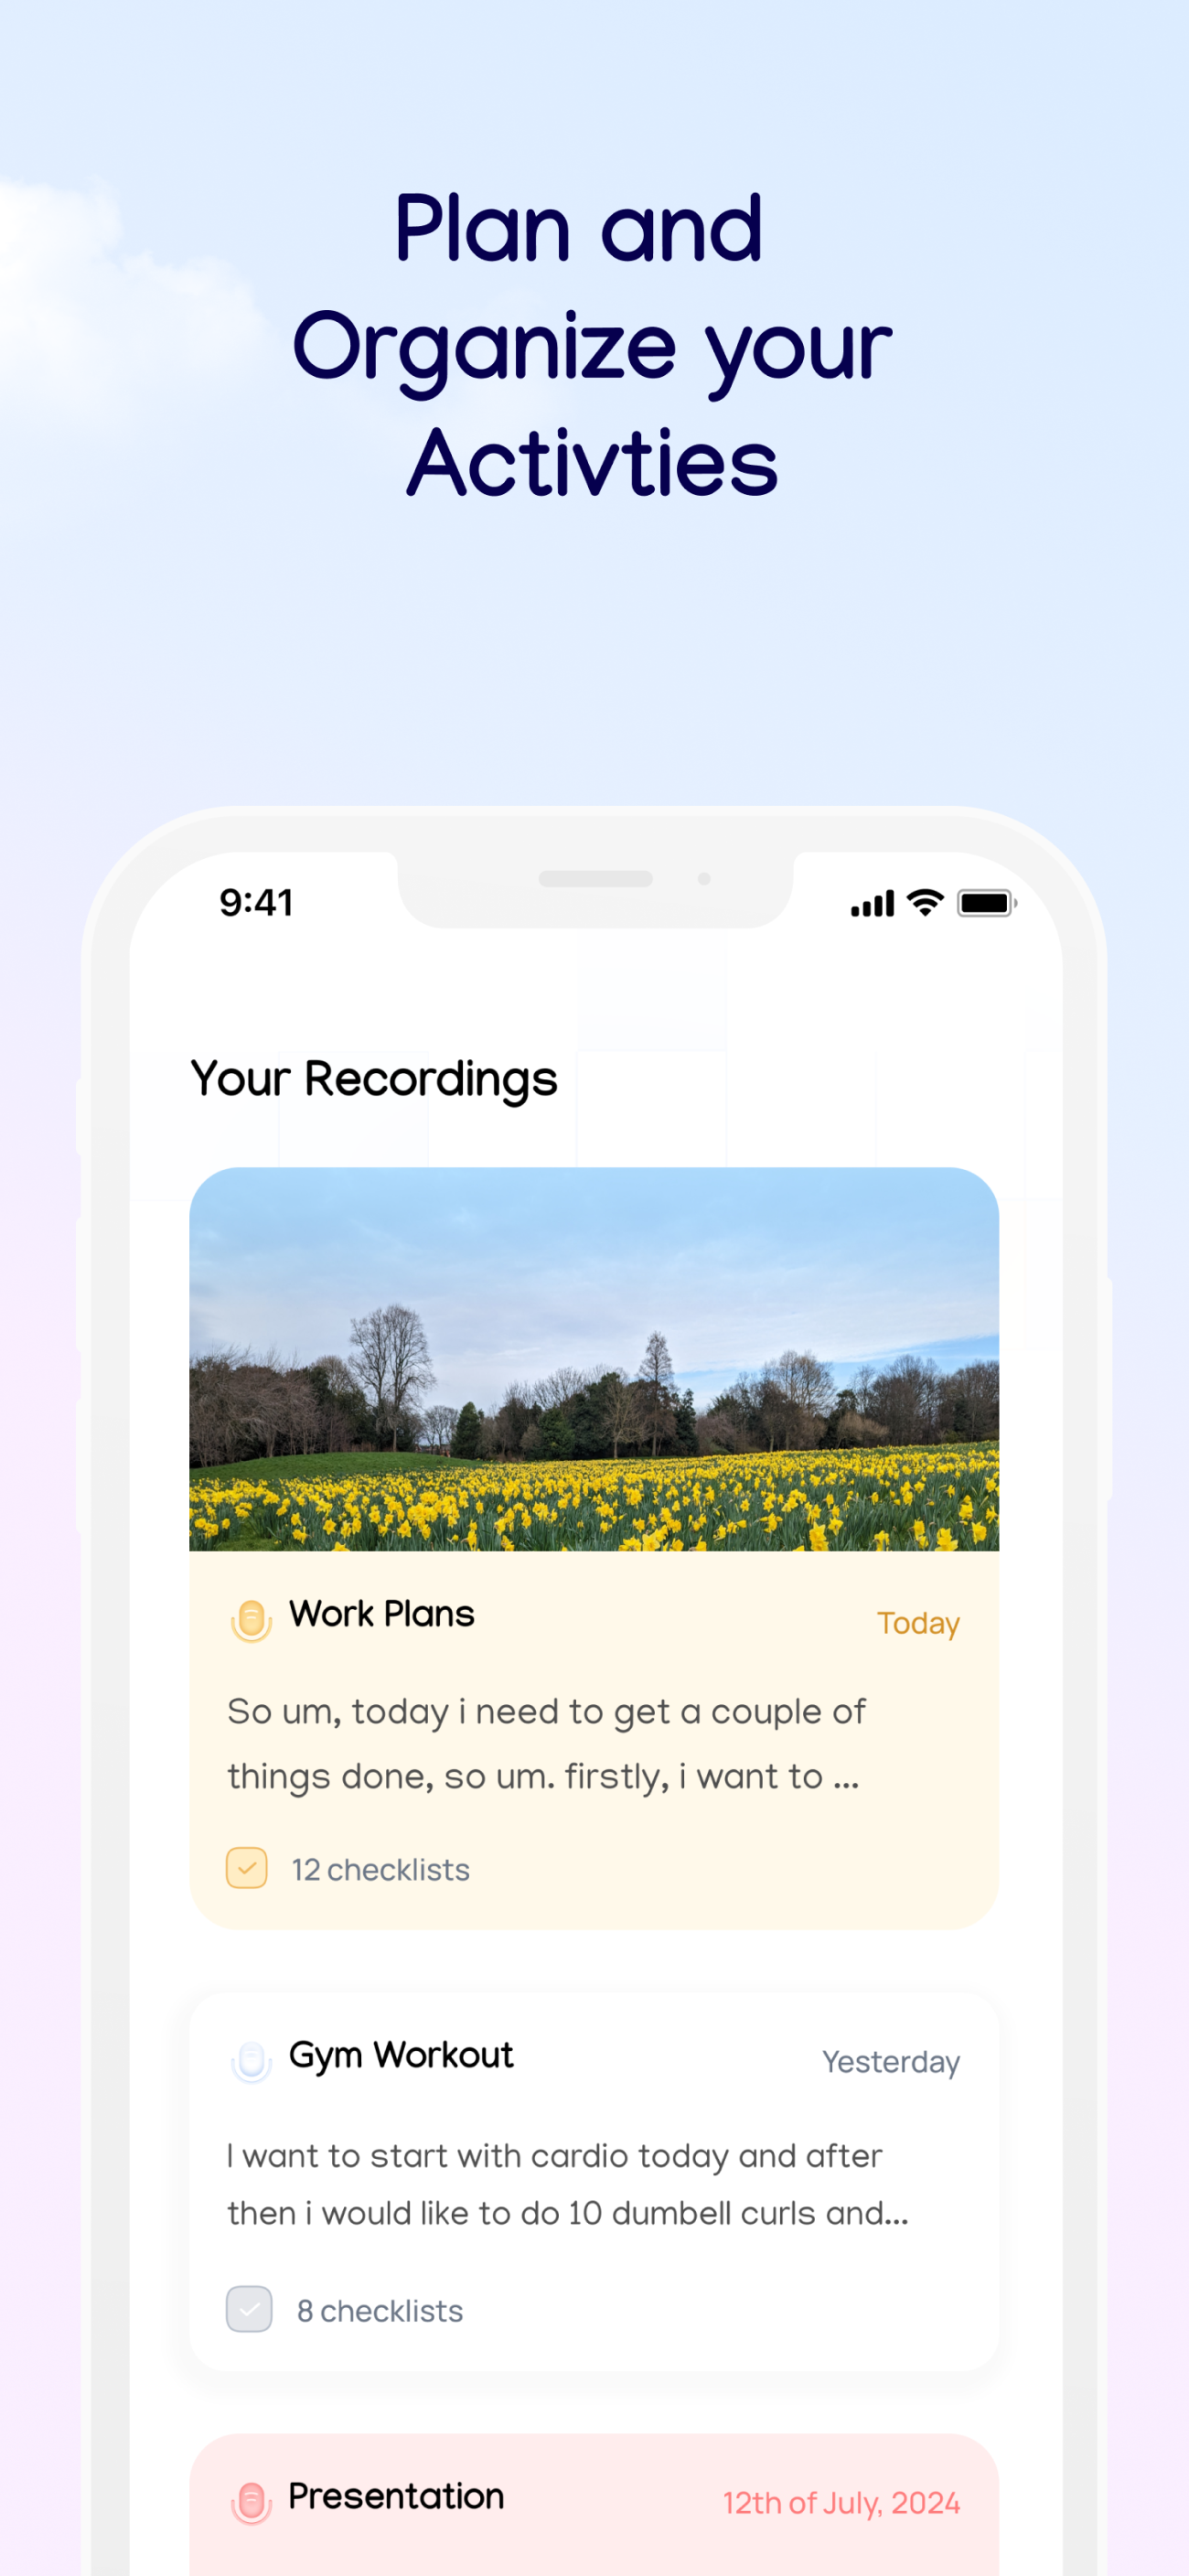 Plan and
Organize your
Activties
9:41
Your Recordings
Work Plans
Today
So um, today i need to get a couple of
things done, so um. firstly, i want to ...
12 checklists
Gym Workout
Yesterday
I want to start with cardio today and after
then i would like to do 10 dumbell curls and...
8 checklists
Presentation
12th of July, 2024